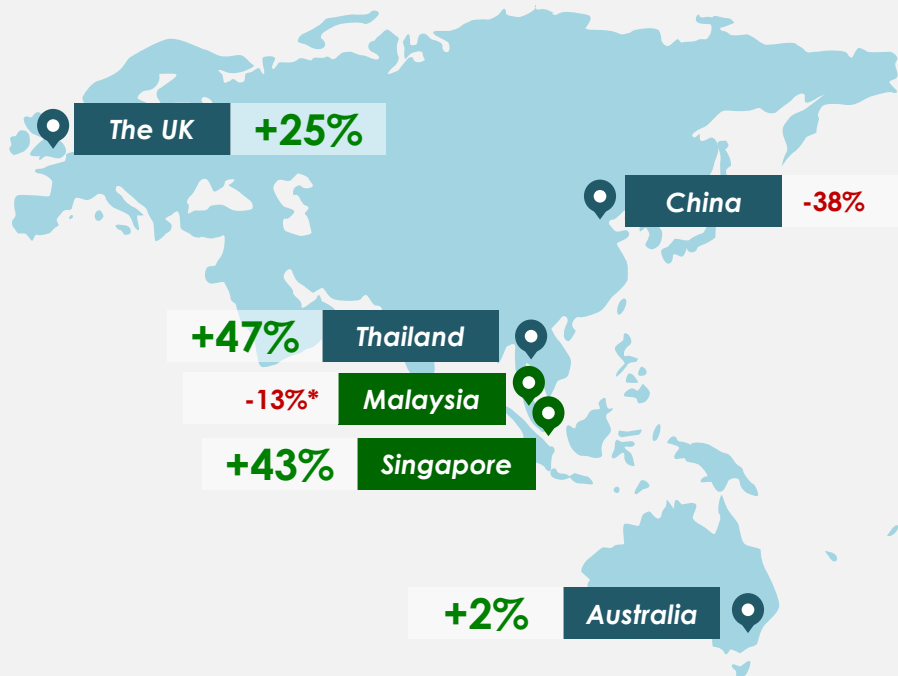 The UK +25%
China -38%
+47% Thailand
-13%* Malaysia
+43% Singapore
+2% Australia